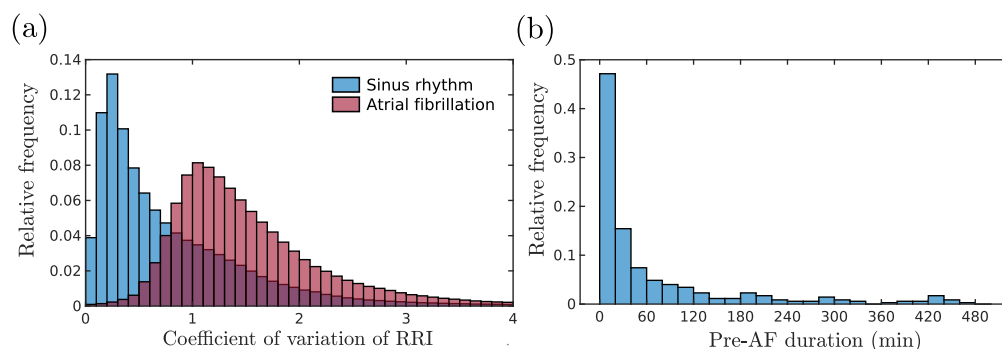 (a)
0.14
0.12
0.1
0.08
0.06
0.04
0.02
0
Relative frequency
Sinus rhythm
Atrial fibrillation
0 1 2 3 4
Coefficient of variation of RRI
(b)
0.5
0.4
0.3
0.2
0.1
0
Relative frequency
0 60 120 180 240 300 360 420 480
Pre-AF duration (min)